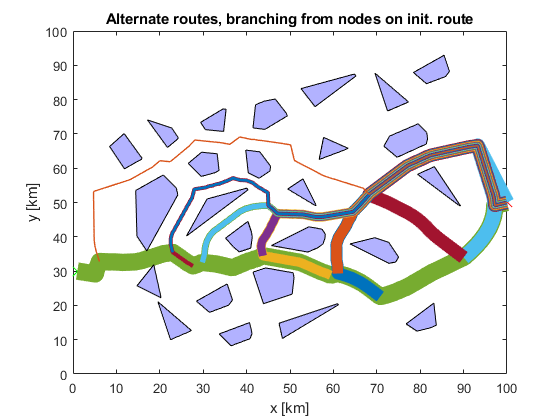 Alternate routes, branching from nodes on init. route
100
90
80
70
60
50
40
30
20
10
0
y [km]
0 10 20 30 40 50 60 70 80 90 100
x [km]